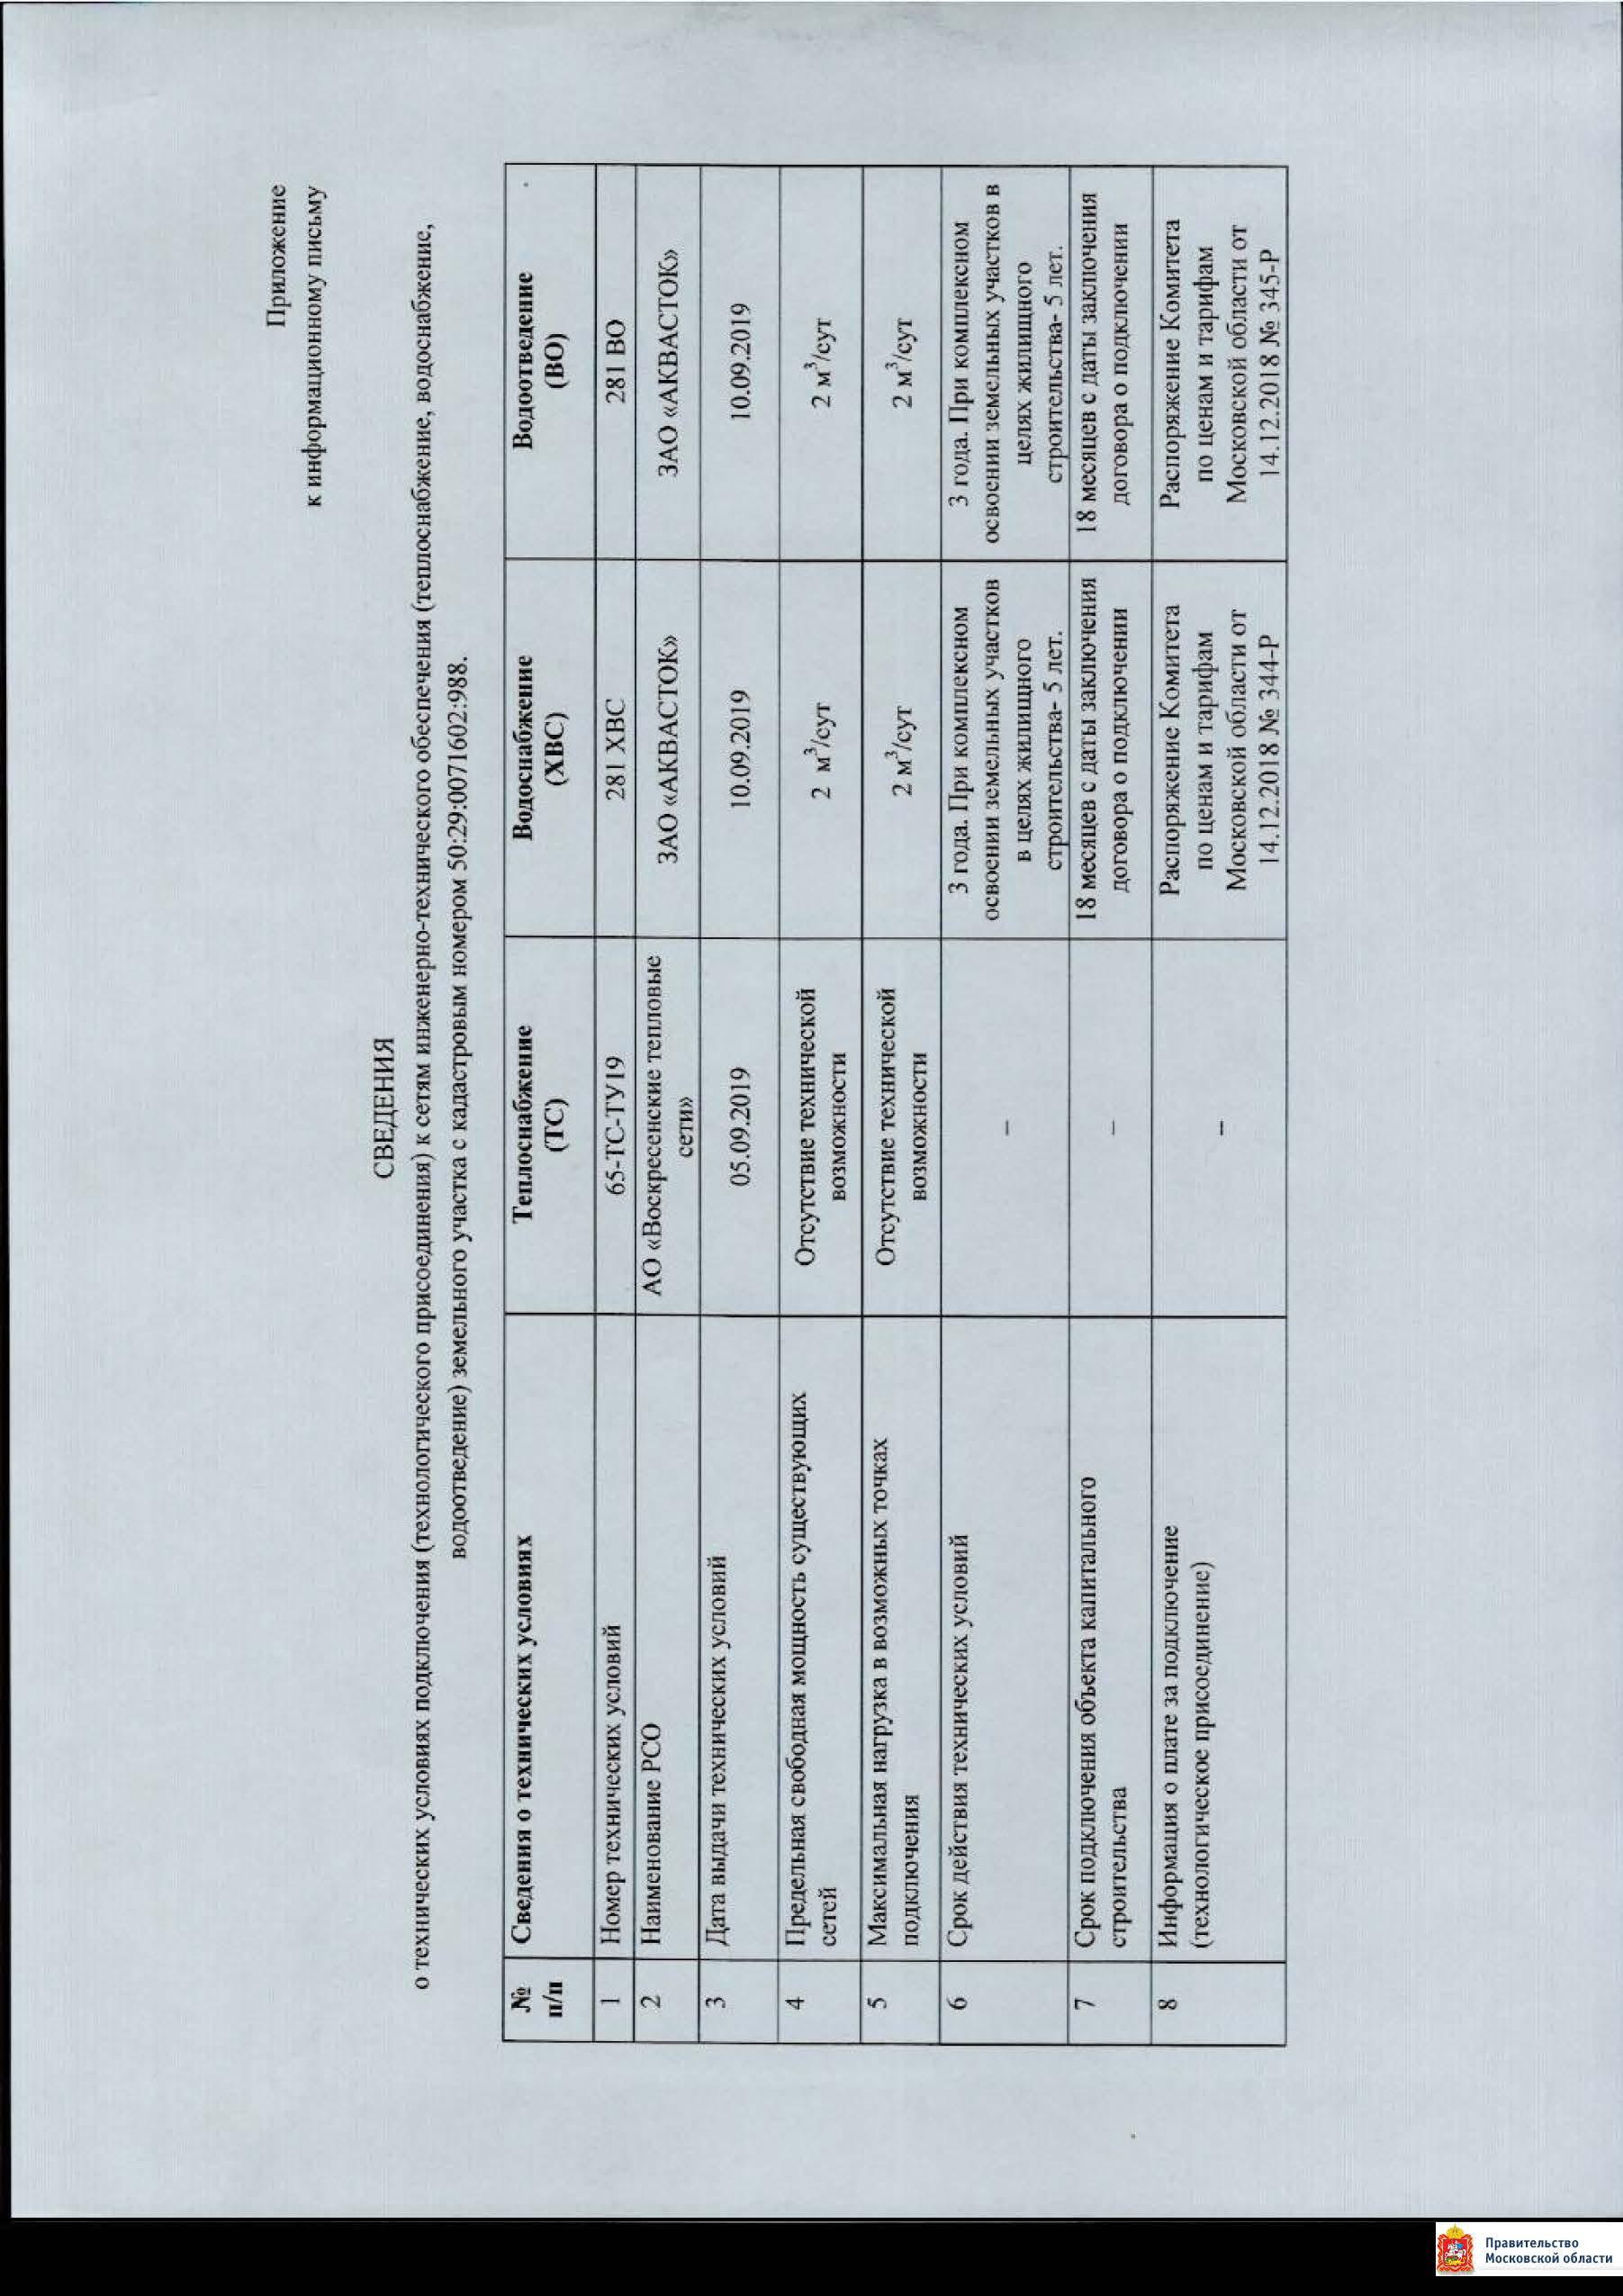 Приложение
к информационному письму
СВЕДЕНИЯ
о технических условиях подключения (технологического присоединения) к сетям инженерно-технического обеспечения (теплоснабжение, водоснабжение,
водоотведение) земельного участка с кадастровым номером 50:29:0071602:988.
№ п/п Сведения о технических условиях Теплоснабжение (ТС) Водоснабжение (ХВС) Водоотведение (ВО)
1 Номер технических условий 65-ТС-ТУ19 281 ХВС 281 ВО
2 Наименование РСО АО «Воскресенские тепловые сети» ЗАО «АКВАСТОК» ЗАО «АКВАСТОК»
3 Дата выдачи технических условий 05.09.2019 10.09.2019 10.09.2019
4 Предельная свободная мощность существующих сетей Отсутствие технической возможности 2 м³/сут 2 м³/сут
5 Максимальная нагрузка в возможных точках подключения Отсутствие технической возможности 2 м³/сут 2 м³/сут
6 Срок действия технических условий – 3 года. При комплексном освоении земельных участков в целях жилищного строительства- 5 лет. 3 года. При комплексном освоении земельных участков в целях жилищного строительства- 5 лет.
7 Срок подключения объекта капитального строительства – 18 месяцев с даты заключения договора о подключении 18 месяцев с даты заключения договора о подключении
8 Информация о плате за подключение (технологическое присоединение) – Распоряжение Комитета по ценам и тарифам Московской области от 14.12.2018 № 344-Р Распоряжение Комитета по ценам и тарифам Московской области от 14.12.2018 № 345-Р
Правительство
Московской области